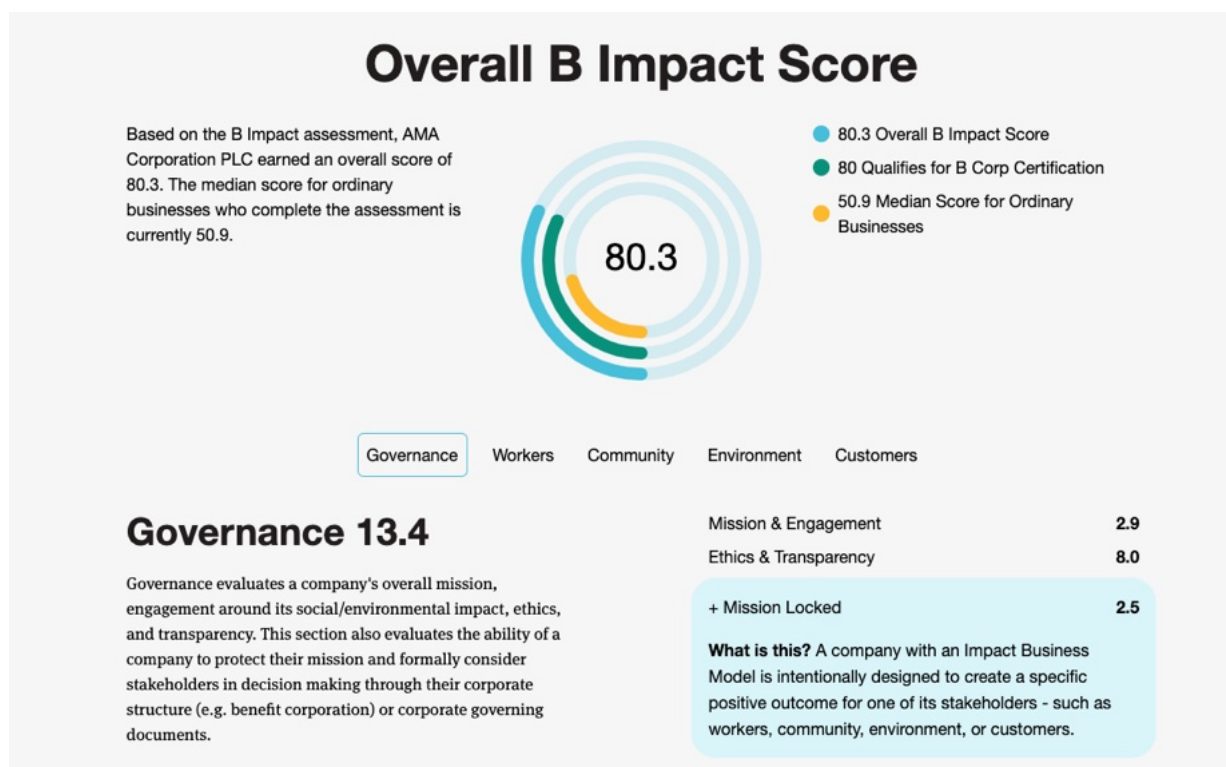 Overall B Impact Score
Based on the B Impact assessment, AMA
Corporation PLC earned an overall score of
80.3. The median score for ordinary
businesses who complete the assessment is
currently 50.9.
80.3
80.3 Overall B Impact Score
80 Qualifies for B Corp Certification
50.9 Median Score for Ordinary
Businesses
Governance Workers Community Environment Customers
Governance 13.4
Governance evaluates a company's overall mission,
engagement around its social/environmental impact, ethics,
and transparency. This section also evaluates the ability of a
company to protect their mission and formally consider
stakeholders in decision making through their corporate
structure (e.g. benefit corporation) or corporate governing
documents.
Mission & Engagement 2.9
Ethics & Transparency 8.0
+ Mission Locked 2.5
What is this? A company with an Impact Business
Model is intentionally designed to create a specific
positive outcome for one of its stakeholders - such as
workers, community, environment, or customers.